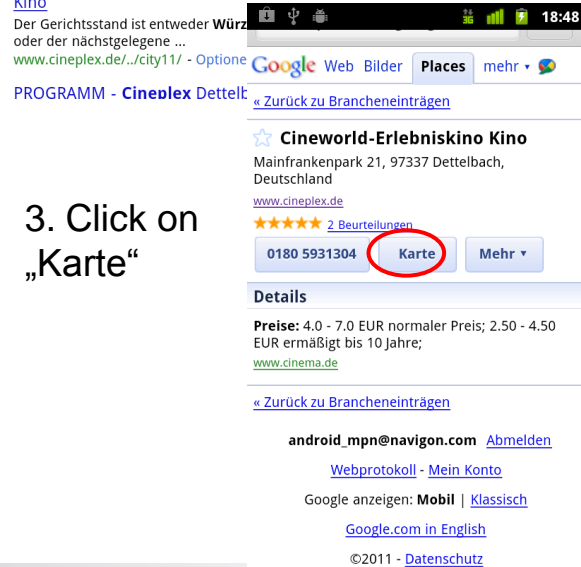 Kino
Der Gerichtsstand ist entweder Würz
oder der nächstgelegene ...
www.cineplex.de/../city11/ - Optione
PROGRAMM - Cineplex Dettelb
3. Click on
„Karte“
3G 18:48
Google Web Bilder Places mehr ▾
« Zurück zu Brancheneinträgen
Cineworld-Erlebniskino Kino
Mainfrankenpark 21, 97337 Dettelbach,
Deutschland
www.cineplex.de
2 Beurteilungen
0180 5931304 Karte Mehr ▾
Details
Preise: 4.0 - 7.0 EUR normaler Preis; 2.50 - 4.50
EUR ermäßigt bis 10 Jahre;
www.cinema.de
« Zurück zu Brancheneinträgen
android_mpn@navigon.com Abmelden
Webprotokoll - Mein Konto
Google anzeigen: Mobil | Klassisch
Google.com in English
©2011 - Datenschutz